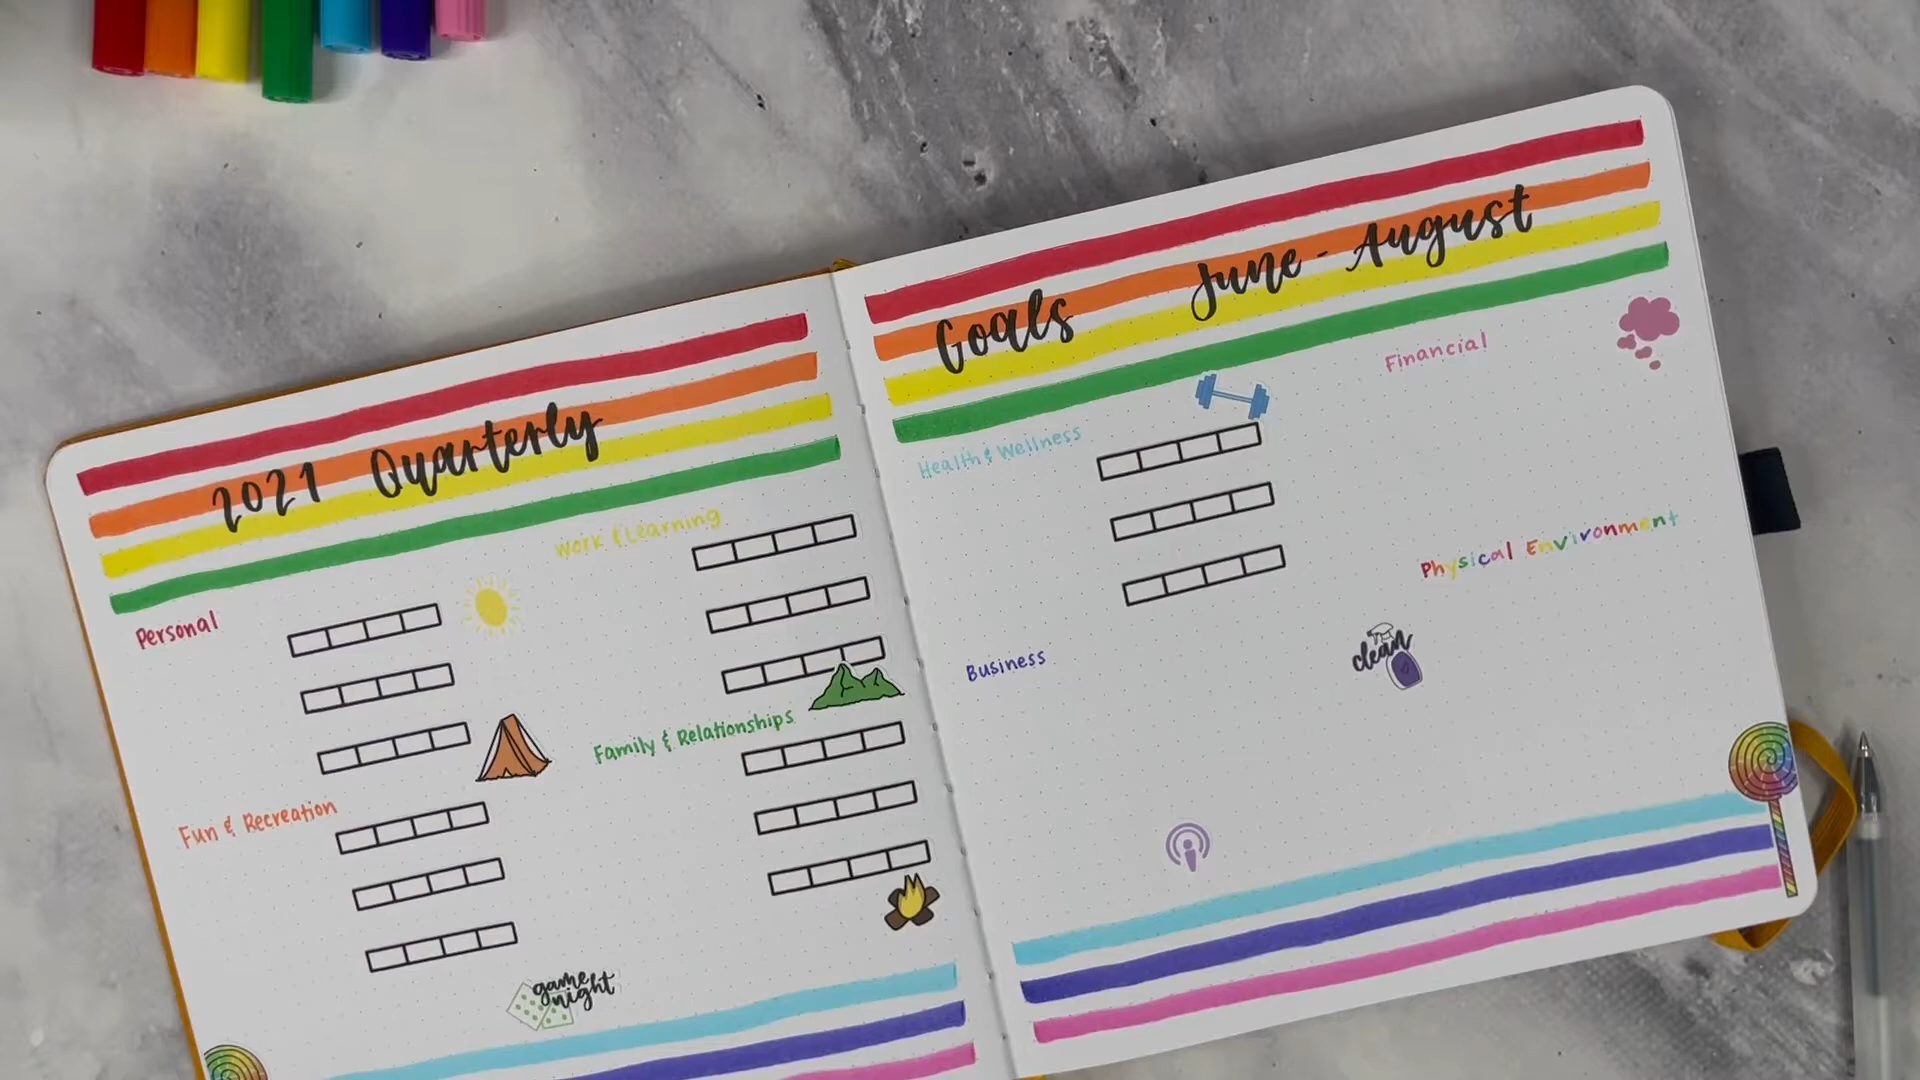 2021 Quarterly Goals June - August
Personal
Work & Learning
Fun & Recreation
Family & Relationships
game
night
Health & Wellness
Financial
Physical Environment
Business
clean